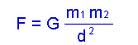 F = G m₁ m₂ / d²